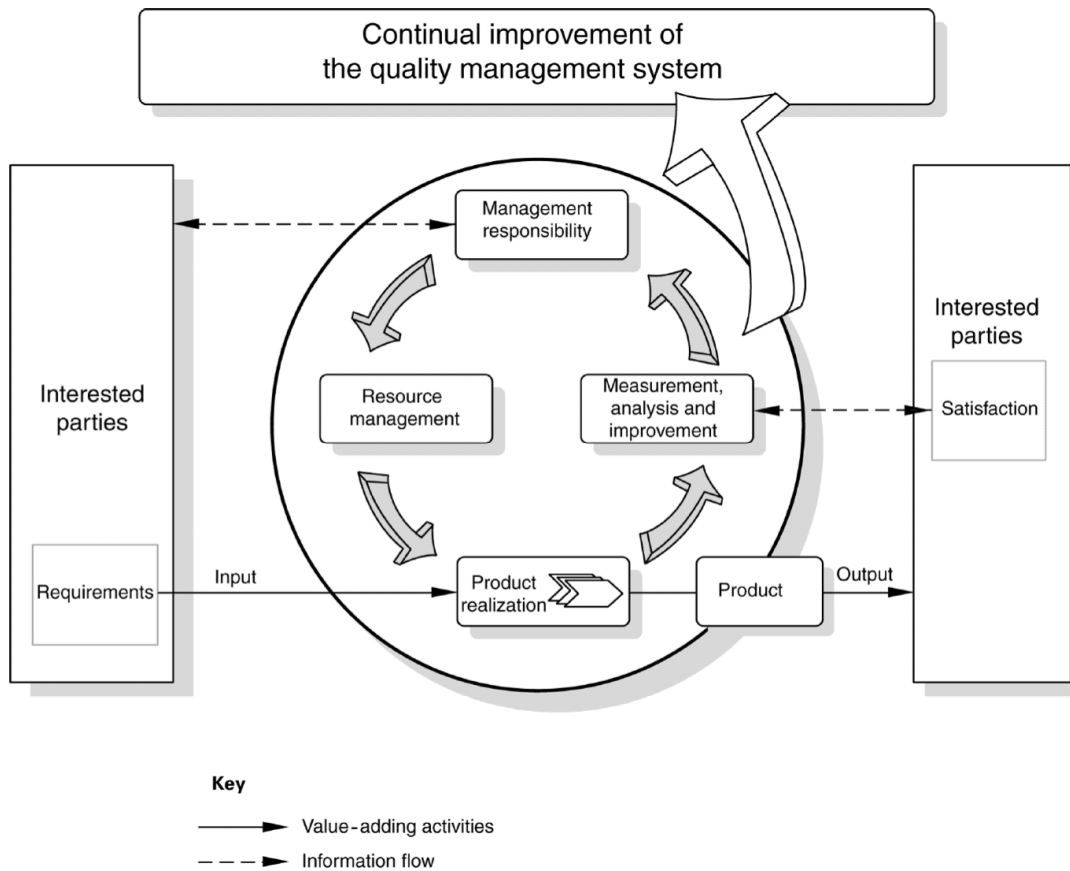 Continual improvement of
the quality management system
Management
responsibility
Interested
parties
Resource
management
Measurement,
analysis and
improvement
Interested
parties
Satisfaction
Requirements
Input
Product
realization
Product
Output
Key
Value-adding activities
Information flow